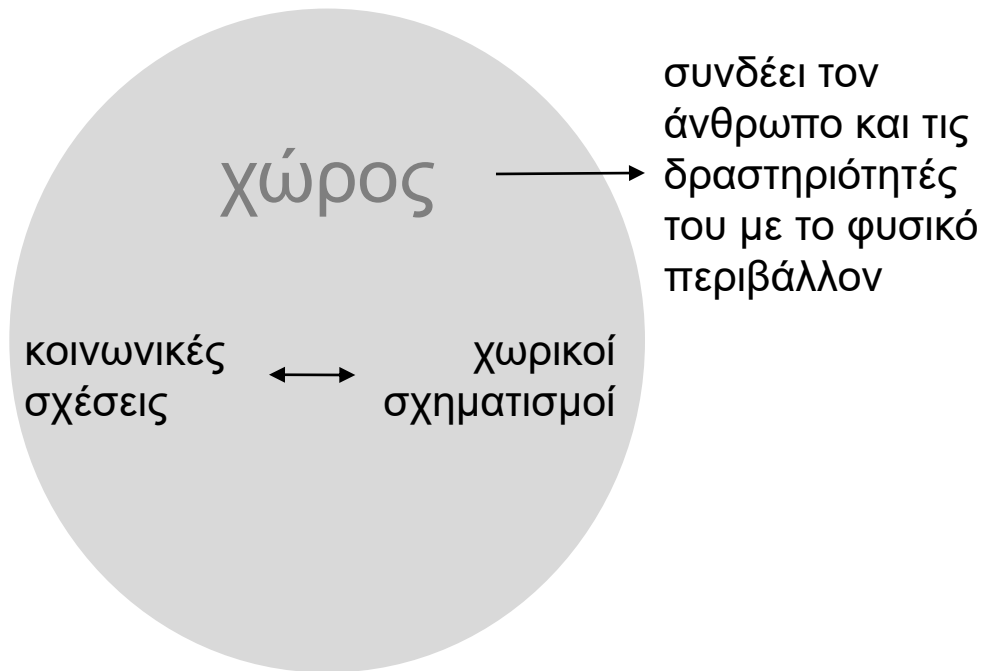 χώρος
συνδέει τον
άνθρωπο και τις
δραστηριότητές
του με το φυσικό
περιβάλλον
κοινωνικές
σχέσεις
χωρικοί
σχηματισμοί